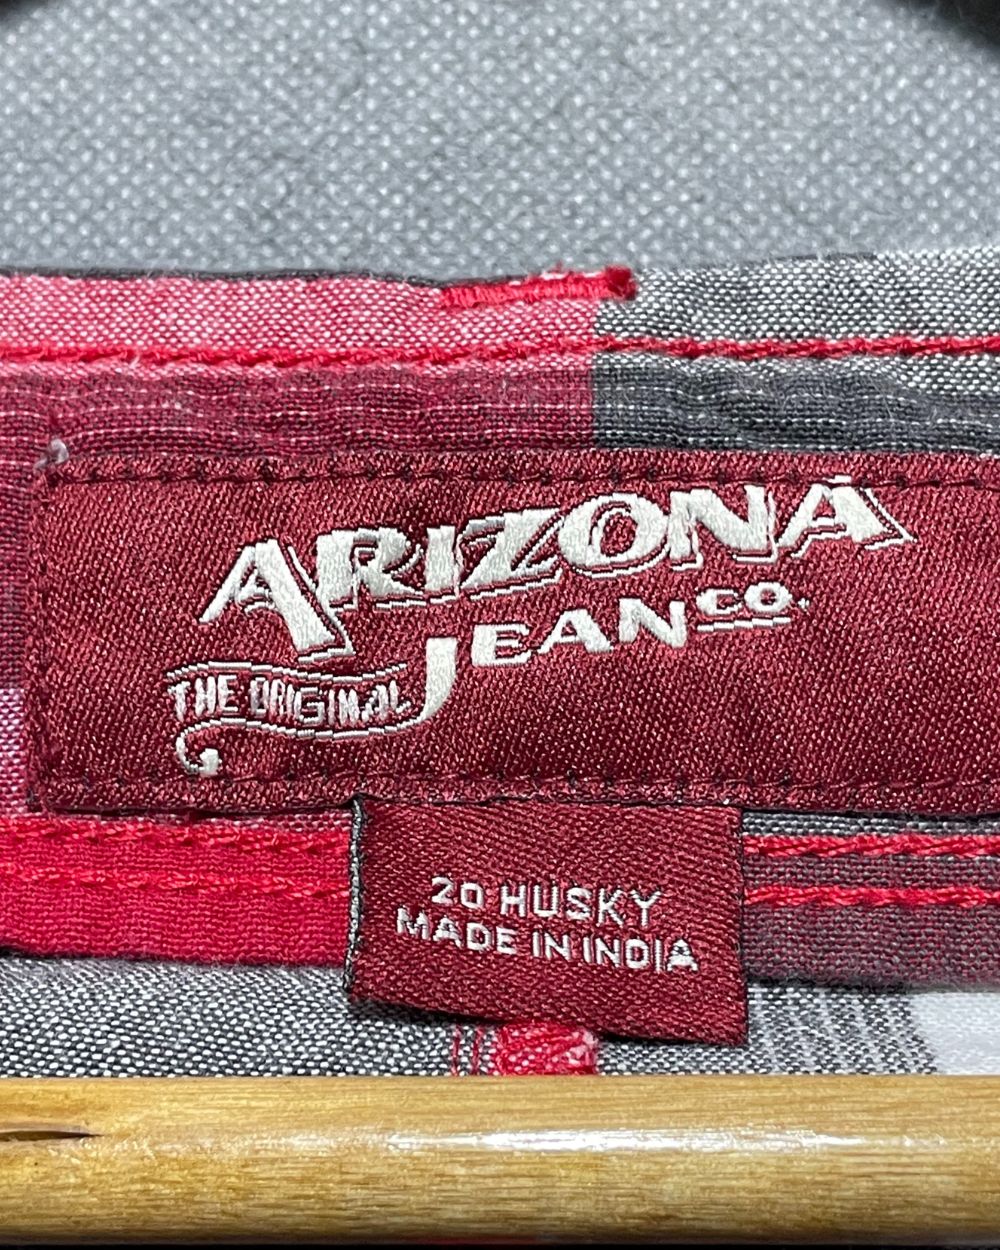 ARIZONA
JEAN CO.
THE ORIGINAL
20 HUSKY
MADE IN INDIA